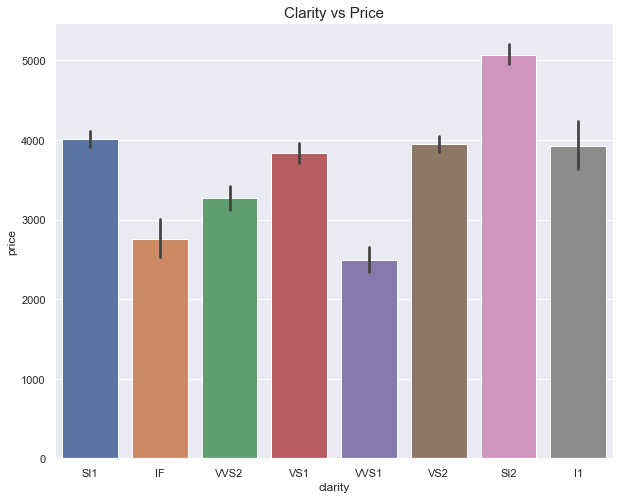 Clarity vs Price
5000
4000
3000
2000
1000
0
price
SI1 IF VVS2 VS1 VVS1 VS2 SI2 I1
clarity